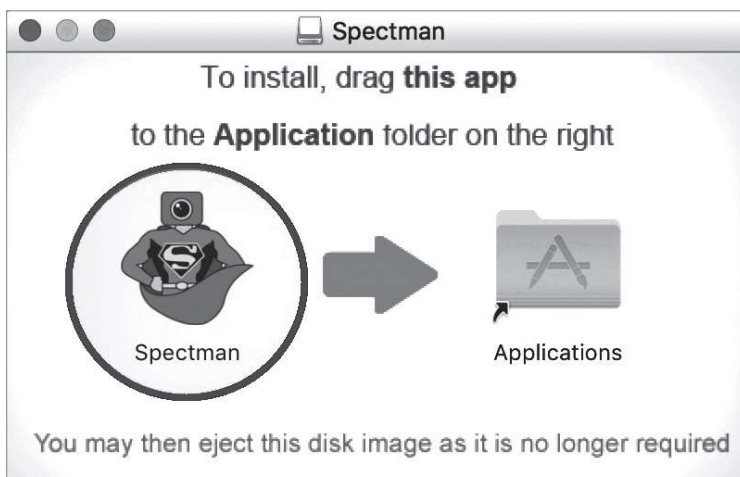 Spectman
To install, drag this app
to the Application folder on the right
S
Spectman
Applications
You may then eject this disk image as it is no longer required